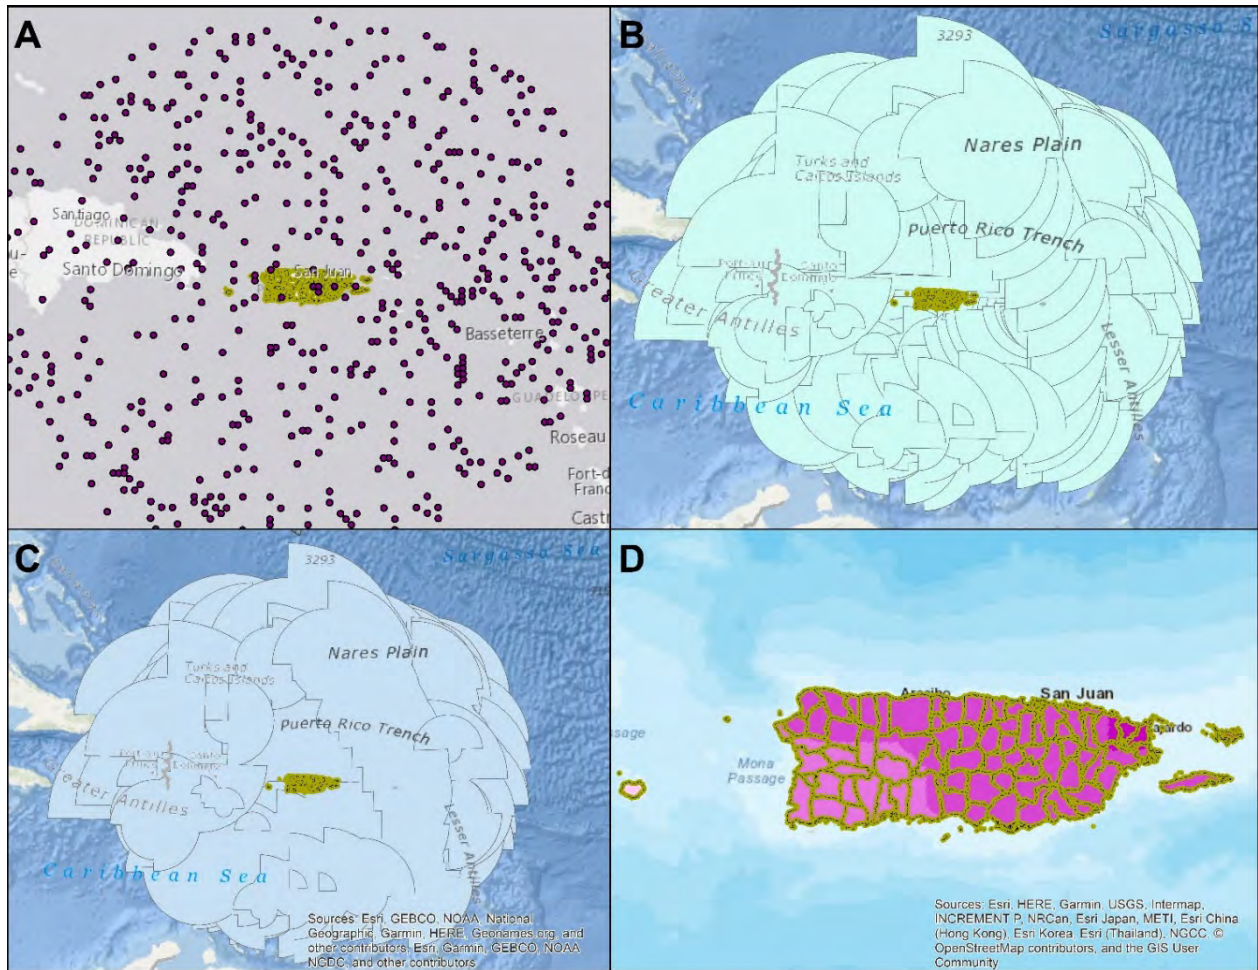 A
Santiago
DOMINICAN
REPUBLIC
Santo Domingo
San Juan
Basseterre
GUADELOUPE
Roseau
Fort-d
Franc
Castr
B
3293
Sargasso S
Nares Plain
Turks and
Caicos Islands
Puerto Rico Trench
Greater Antilles
Lesser Antilles
Caribbean Sea
C
3293
Sargasso Sea
Nares Plain
Turks and
Caicos Islands
Puerto Rico Trench
Greater Antilles
Lesser Antilles
Caribbean Sea
Sources: Esri, GEBCO, NOAA, National
Geographic, Garmin, HERE, Geonames.org, and
other contributors, Esri, Garmin, GEBCO, NOAA
NGDC, and other contributors
D
San Juan
ajardo
ssage
Mona
Passage
Sources: Esri, HERE, Garmin, USGS, Intermap,
INCREMENT P, NRCan, Esri Japan, METI, Esri China
(Hong Kong), Esri Korea, Esri (Thailand), NGCC, ©
OpenStreetMap contributors, and the GIS User
Community